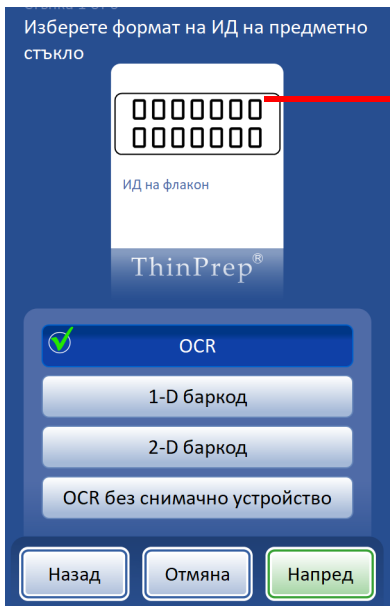 Изберете формат на ИД на предметно
стъкло
0000000
0000000
ИД на флакон
ThinPrep®
OCR
1-D баркод
2-D баркод
OCR без снимачно устройство
Назад
Отмяна
Напред